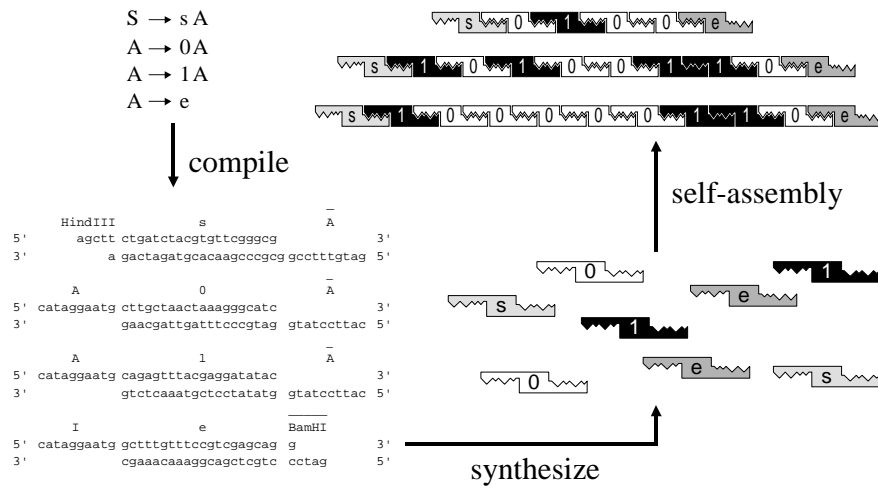 S → s A
A → 0A
A → 1A
A → e
compile
s 0 1 0 0 e
s 1 0 1 0 0 1 1 0 e
s 1 0 0 0 0 0 1 1 0 e
self-assembly
HindIII s A
5' agctt ctgatctacgtgttcgggcg 3'
3' a gactagatgcacaagcccgcg gcctttgtag 5'
A 0 A
5' cataggaatg cttgctaactaaagggcatc 3'
3' gaacgattgatttcccgtag gtatccttac 5'
A 1 A
5' cataggaatg cagagtttacgaggatatac 3'
3' gtctcaaatgctcctatatg gtatccttac 5'
I e BamHI
5' cataggaatg gctttgtttccgtcgagcag g 3'
3' cgaaacaaaggcagctcgtc cctag 5'
0 1
s e
1
0 e s
synthesize